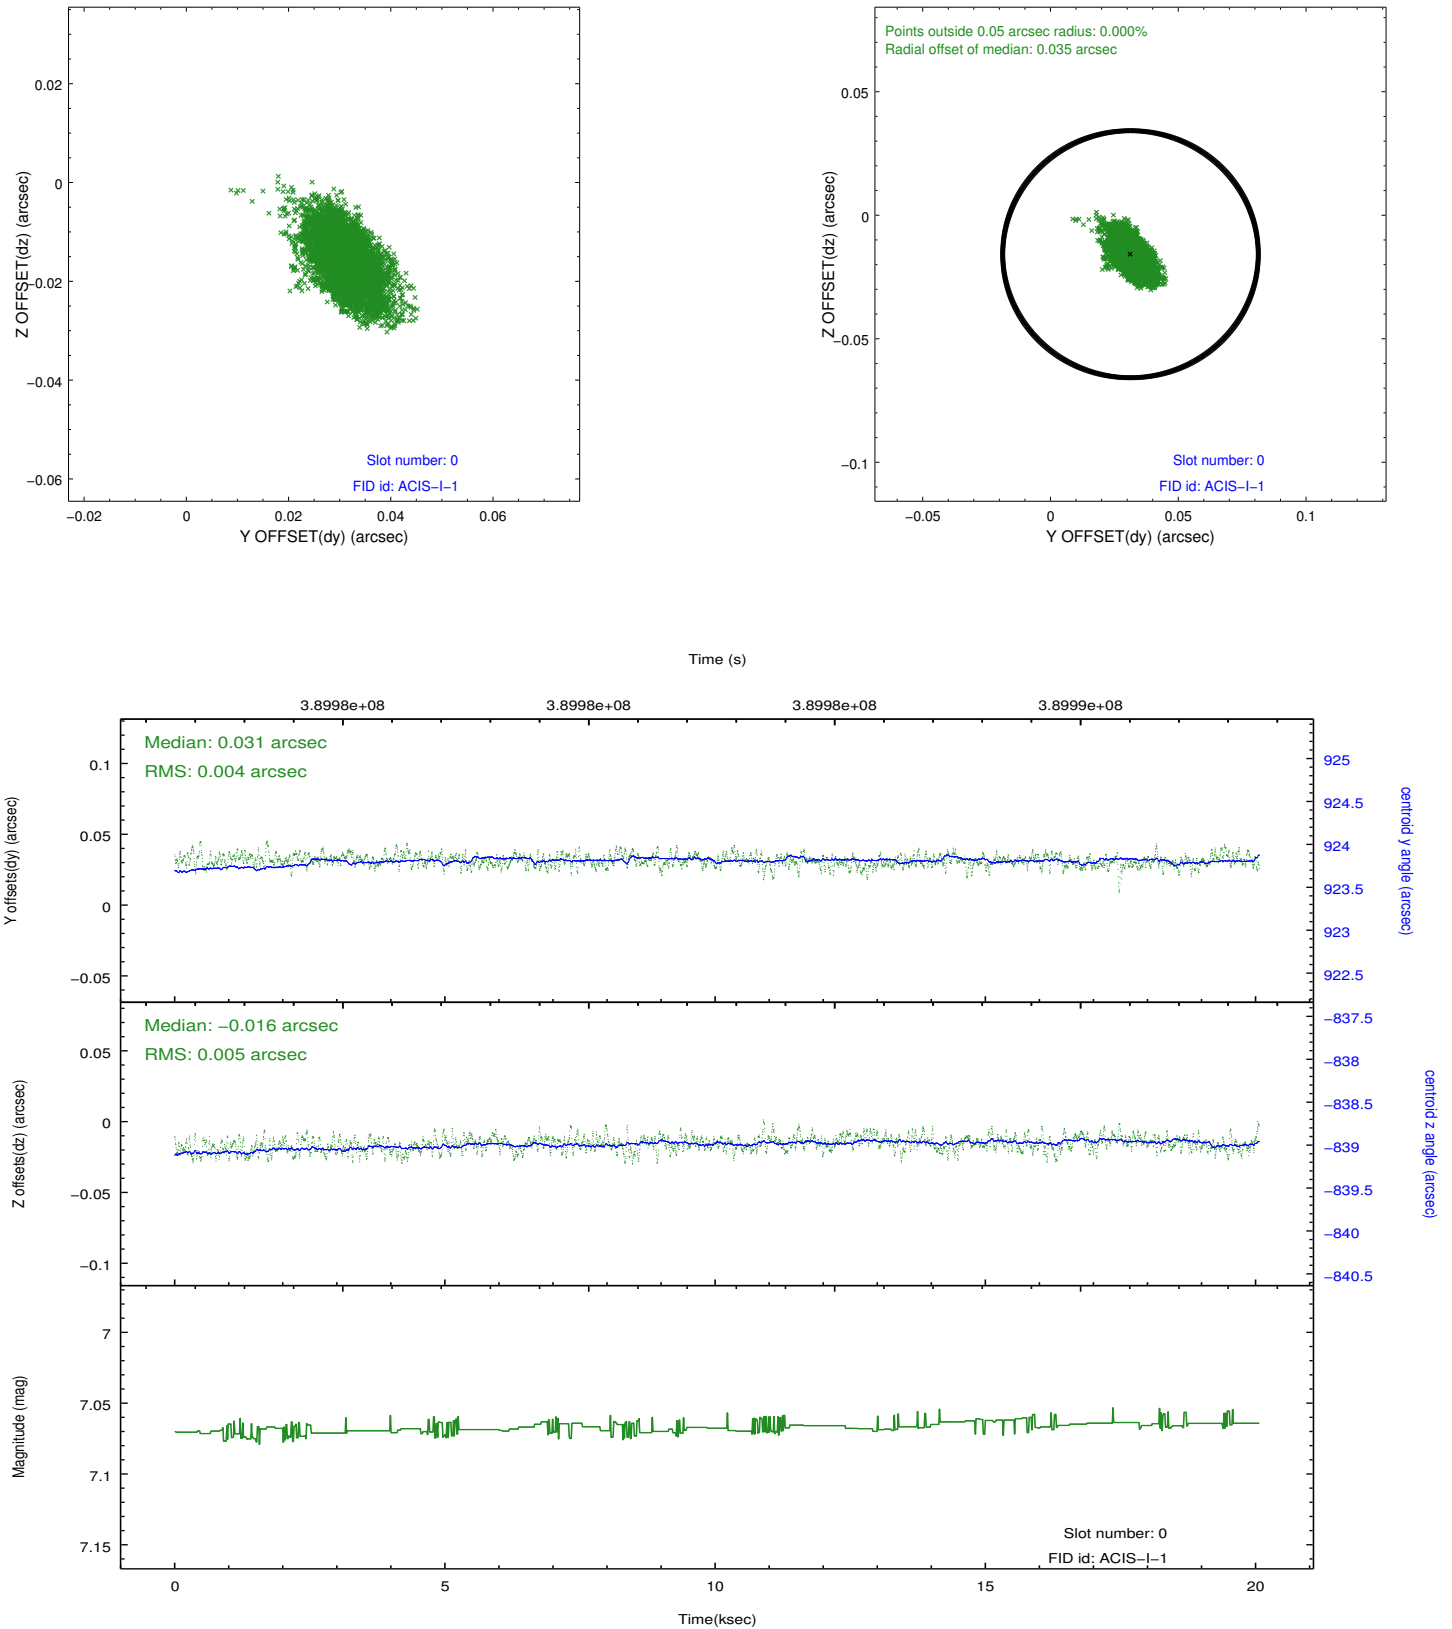 0.02
0
−0.02
−0.04
−0.06
Z OFFSET(dz) (arcsec)
Slot number: 0
FID id: ACIS−I−1
−0.02 0 0.02 0.04 0.06
Y OFFSET(dy) (arcsec)
Points outside 0.05 arcsec radius: 0.000%
Radial offset of median: 0.035 arcsec
0.05
0
−0.05
−0.1
Z OFFSET(dz) (arcsec)
Slot number: 0
FID id: ACIS−I−1
−0.05 0 0.05 0.1
Y OFFSET(dy) (arcsec)
Time (s)
3.8998e+08 3.8998e+08 3.8998e+08 3.8999e+08
Median: 0.031 arcsec
RMS: 0.004 arcsec
0.1
0.05
0
−0.05
Y offsets(dy) (arcsec)
925
924.5
924
923.5
923
922.5
centroid y angle (arcsec)
Median: −0.016 arcsec
RMS: 0.005 arcsec
0.05
0
−0.05
−0.1
Z offsets(dz) (arcsec)
−837.5
−838
−838.5
−839
−839.5
−840
−840.5
centroid z angle (arcsec)
7
7.05
7.1
7.15
Magnitude (mag)
Slot number: 0
FID id: ACIS−I−1
0 5 10 15 20
Time(ksec)